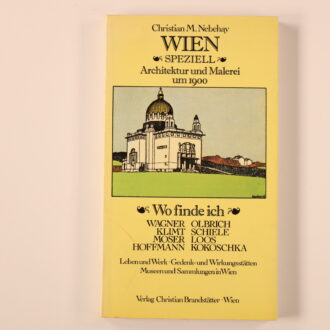 Christian M. Nebehay
WIEN
SPEZIELL
Architektur und Malerei
um 1900
Wo finde ich
WAGNER OLBRICH
KLIMT SCHIELE
MOSER LOOS
HOFFMANN KOKOSCHKA
Leben und Werk · Gedenk- und Wirkungsstätten
Museen und Sammlungen in Wien
Verlag Christian Brandstätter · Wien